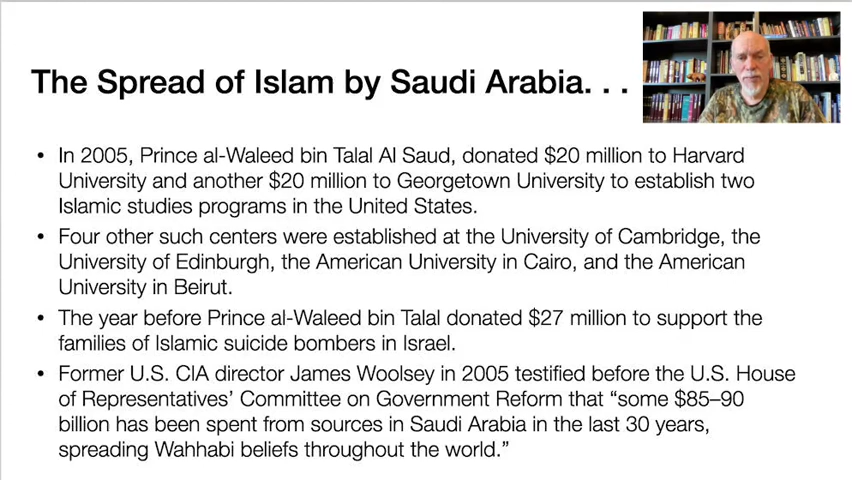 The Spread of Islam by Saudi Arabia. . .
• In 2005, Prince al-Waleed bin Talal Al Saud, donated $20 million to Harvard
University and another $20 million to Georgetown University to establish two
Islamic studies programs in the United States.
• Four other such centers were established at the University of Cambridge, the
University of Edinburgh, the American University in Cairo, and the American
University in Beirut.
• The year before Prince al-Waleed bin Talal donated $27 million to support the
families of Islamic suicide bombers in Israel.
• Former U.S. CIA director James Woolsey in 2005 testified before the U.S. House
of Representatives’ Committee on Government Reform that “some $85–90
billion has been spent from sources in Saudi Arabia in the last 30 years,
spreading Wahhabi beliefs throughout the world.”